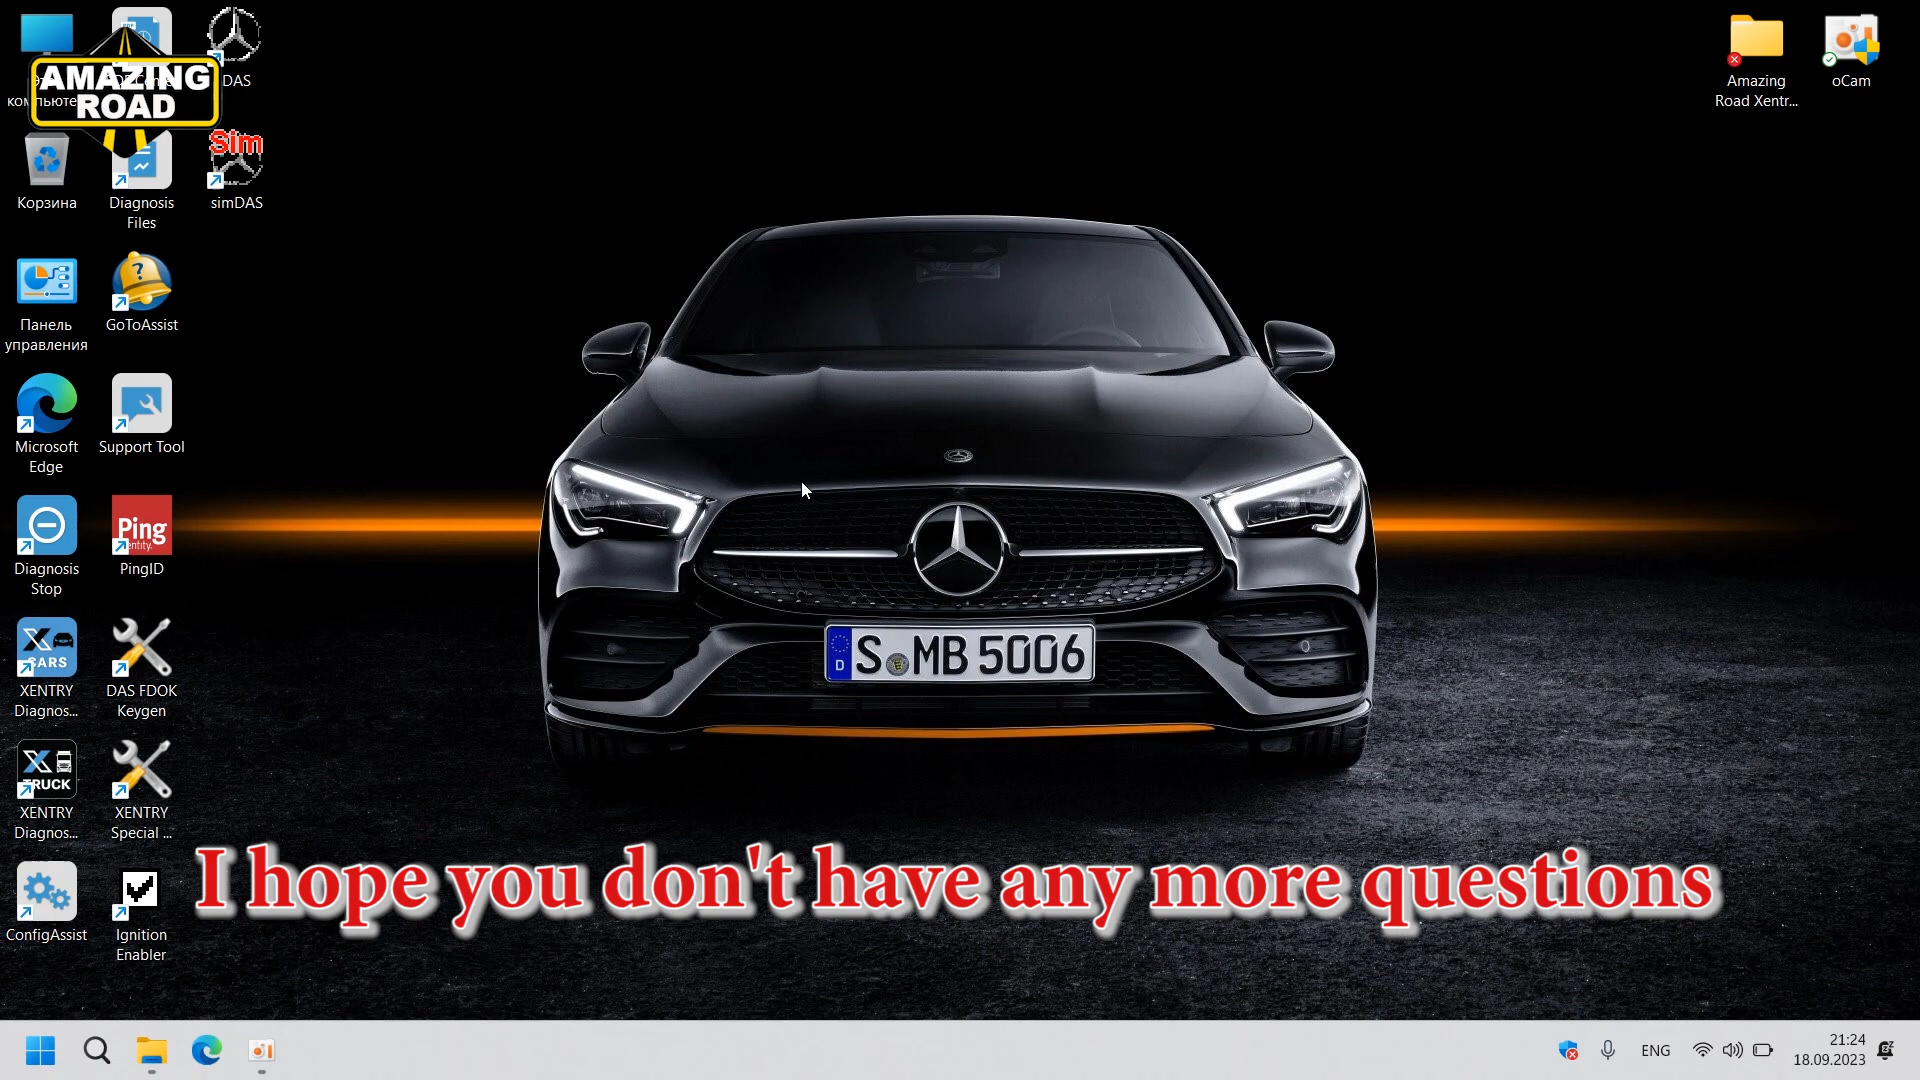 AMAZING
ROAD
компьюте
DAS
Amazing
Road Xentr...
oCam
Sim
Корзина
Diagnosis
Files
simDAS
Панель
управления
GoToAssist
Microsoft
Edge
Support Tool
Ping
Diagnosis
Stop
PingID
X
CARS
XENTRY
Diagnos...
DAS FDOK
Keygen
X
TRUCK
XENTRY
Diagnos...
XENTRY
Special ...
ConfigAssist
Ignition
Enabler
D
S MB 5006
I hope you don't have any more questions
ENG
21:24
18.09.2023